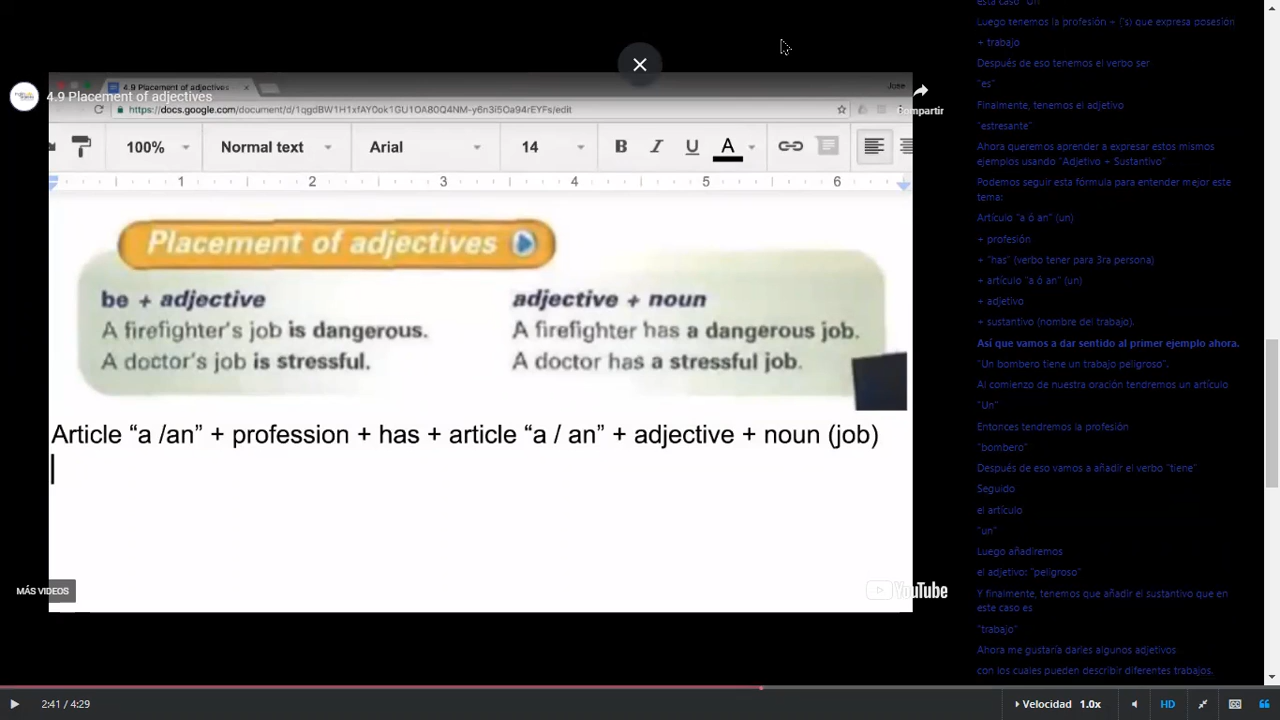 4.9 Placement of adjectives
Jose
4.9 Placement of adjectives
https://docs.google.com/document/d/1qgdBW1H1xfAY0ok1GU1OA80Q4NM-y6n3i5Oa94rEYFs/edit
Compartir
100%
Normal text
Arial
14
B I U A
1 2 3 4 5 6
Placement of adjectives
be + adjective
A firefighter's job is dangerous.
A doctor's job is stressful.
adjective + noun
A firefighter has a dangerous job.
A doctor has a stressful job.
Article “a /an” + profession + has + article “a / an” + adjective + noun (job)
MÁS VIDEOS
YouTube
esta caso "Un"
Luego tenemos la profesión + ('s) que expresa posesión
+ trabajo
Después de eso tenemos el verbo ser
"es"
Finalmente, tenemos el adjetivo
"estresante"
Ahora queremos aprender a expresar estos mismos
ejemplos usando "Adjetivo + Sustantivo"
Podemos seguir esta fórmula para entender mejor este
tema:
Artículo "a ó an" (un)
+ profesión
+ "has" (verbo tener para 3ra persona)
+ artículo "a ó an" (un)
+ adjetivo
+ sustantivo (nombre del trabajo).
Así que vamos a dar sentido al primer ejemplo ahora.
"Un bombero tiene un trabajo peligroso".
Al comienzo de nuestra oración tendremos un artículo
"Un"
Entonces tendremos la profesión
"bombero"
Después de eso vamos a añadir el verbo "tiene"
Seguido
el artículo
"un"
Luego añadiremos
el adjetivo: "peligroso"
Y finalmente, tenemos que añadir el sustantivo que en
este caso es
"trabajo"
Ahora me gustaría darles algunos adjetivos
con los cuales pueden describir diferentes trabajos.
2:41 / 4:29
Velocidad 1.0x
HD